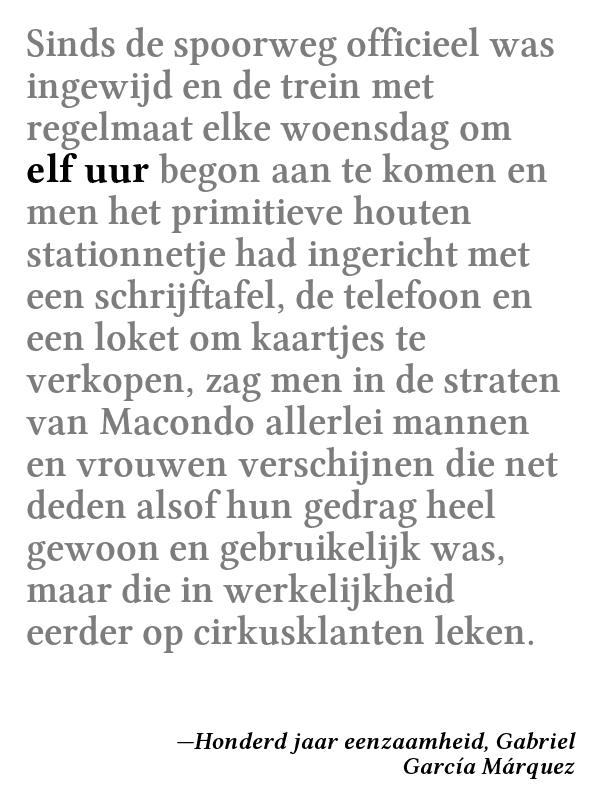 Sinds de spoorweg officieel was
ingewijd en de trein met
regelmaat elke woensdag om
elf uur begon aan te komen en
men het primitieve houten
stationnetje had ingericht met
een schrijftafel, de telefoon en
een loket om kaartjes te
verkopen, zag men in de straten
van Macondo allerlei mannen
en vrouwen verschijnen die net
deden alsof hun gedrag heel
gewoon en gebruikelijk was,
maar die in werkelijkheid
eerder op cirkusklanten leken.
—Honderd jaar eenzaamheid, Gabriel
García Márquez